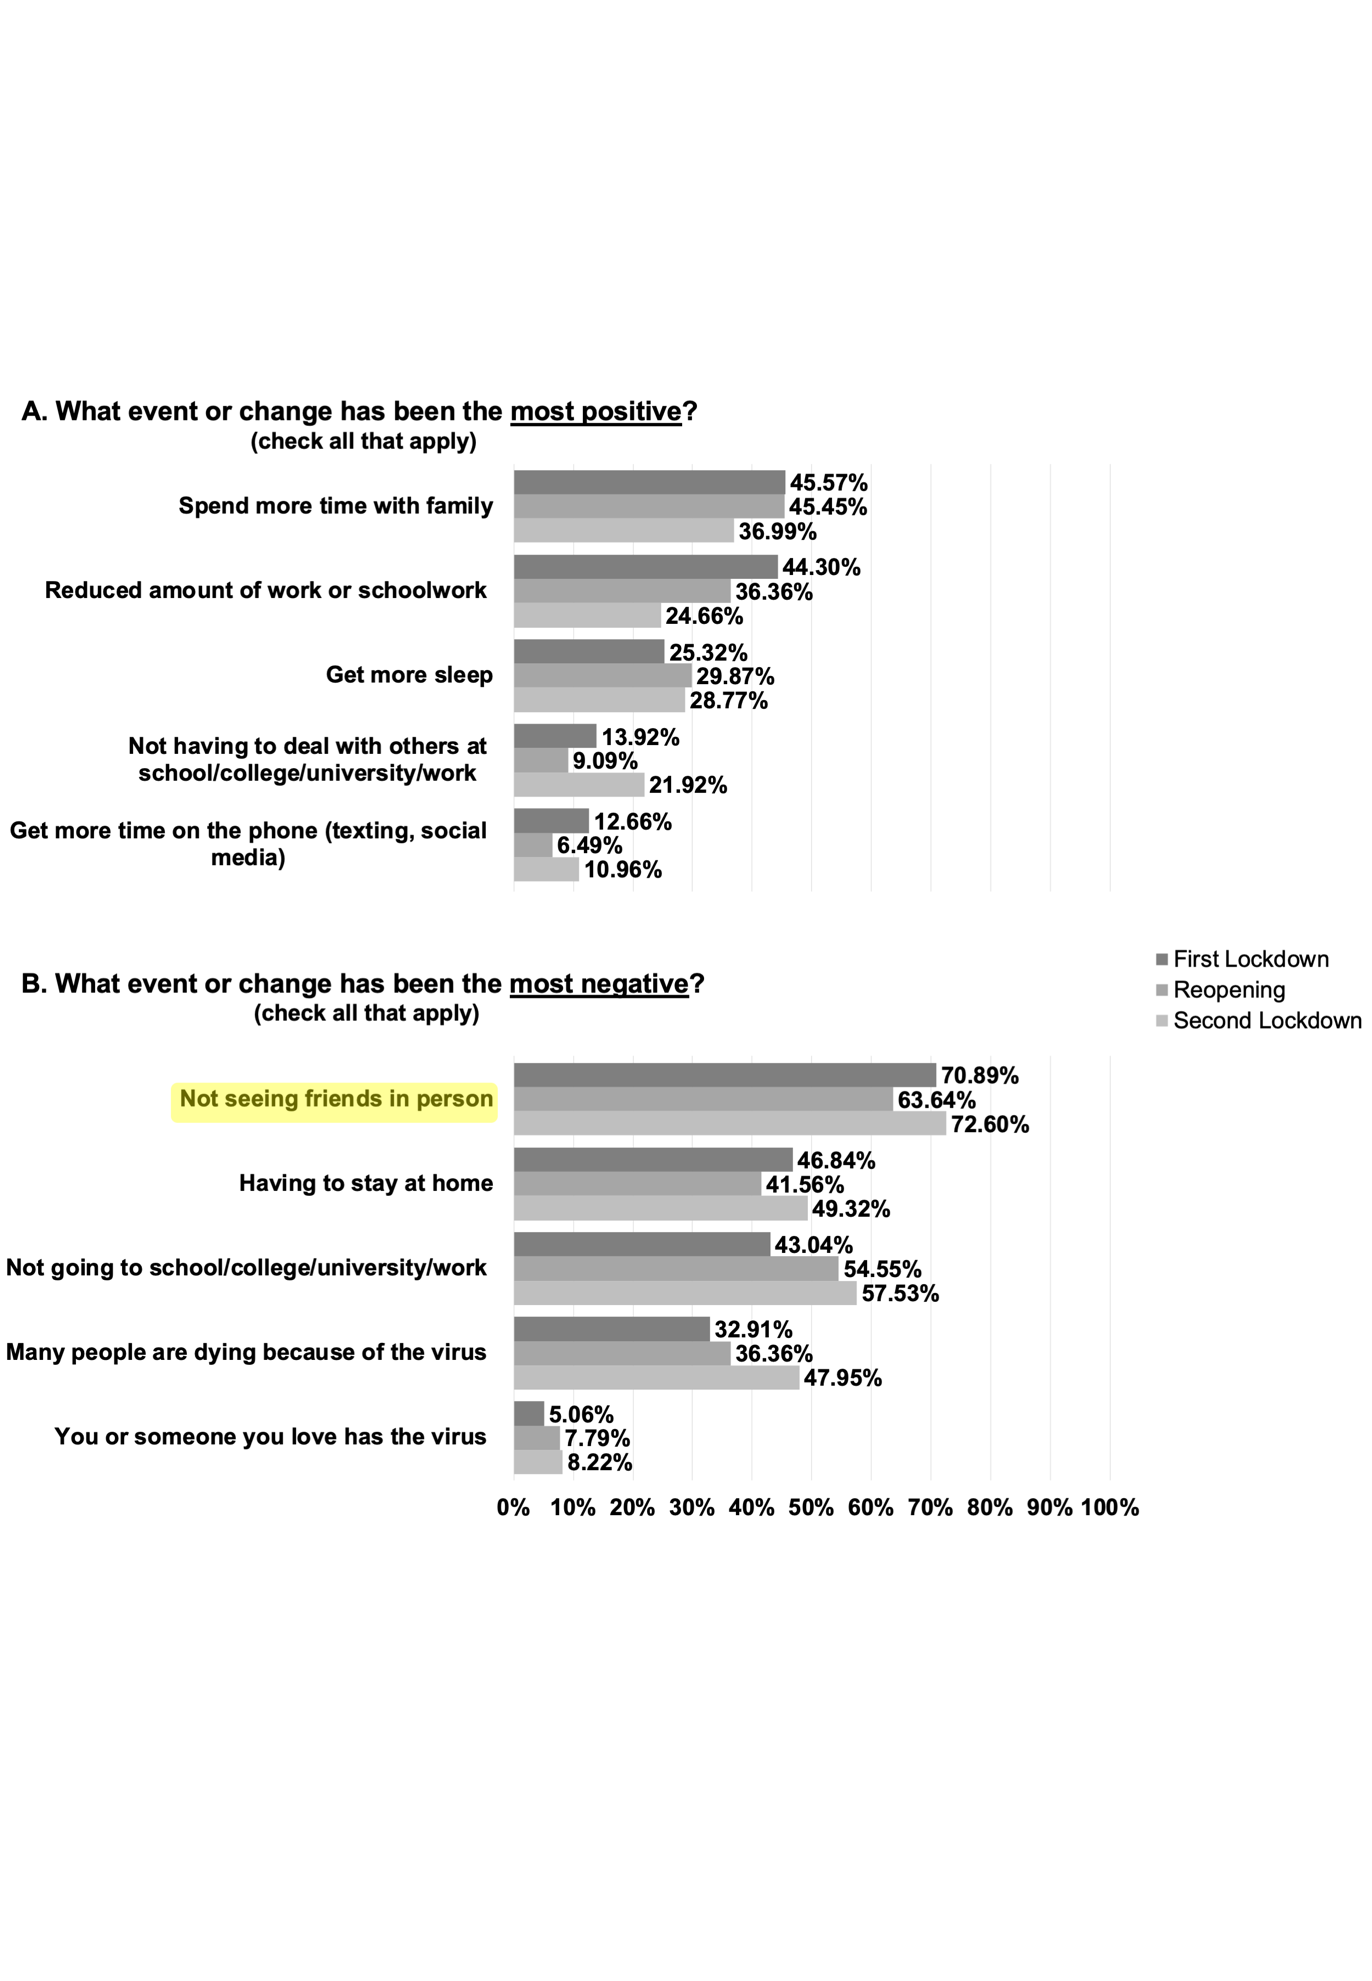 A. What event or change has been the most positive?
(check all that apply)
Spend more time with family
45.57%
45.45%
36.99%
Reduced amount of work or schoolwork
44.30%
36.36%
24.66%
Get more sleep
25.32%
29.87%
28.77%
Not having to deal with others at
school/college/university/work
13.92%
9.09%
21.92%
Get more time on the phone (texting, social
media)
12.66%
6.49%
10.96%
First Lockdown
Reopening
Second Lockdown
B. What event or change has been the most negative?
(check all that apply)
Not seeing friends in person
70.89%
63.64%
72.60%
Having to stay at home
46.84%
41.56%
49.32%
Not going to school/college/university/work
43.04%
54.55%
57.53%
Many people are dying because of the virus
32.91%
36.36%
47.95%
You or someone you love has the virus
5.06%
7.79%
8.22%
0% 10% 20% 30% 40% 50% 60% 70% 80% 90% 100%